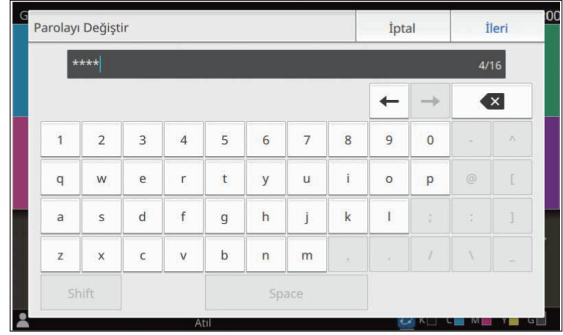 G
00
Parolayı Değiştir
İptal
İleri
****
4/16
← →
1 2 3 4 5 6 7 8 9 0 - ^
q w e r t y u i o p @ [
a s d f g h j k l ; : ]
z x c v b n m , . / \ _
Shift
Space
Atıl
K C M Y G